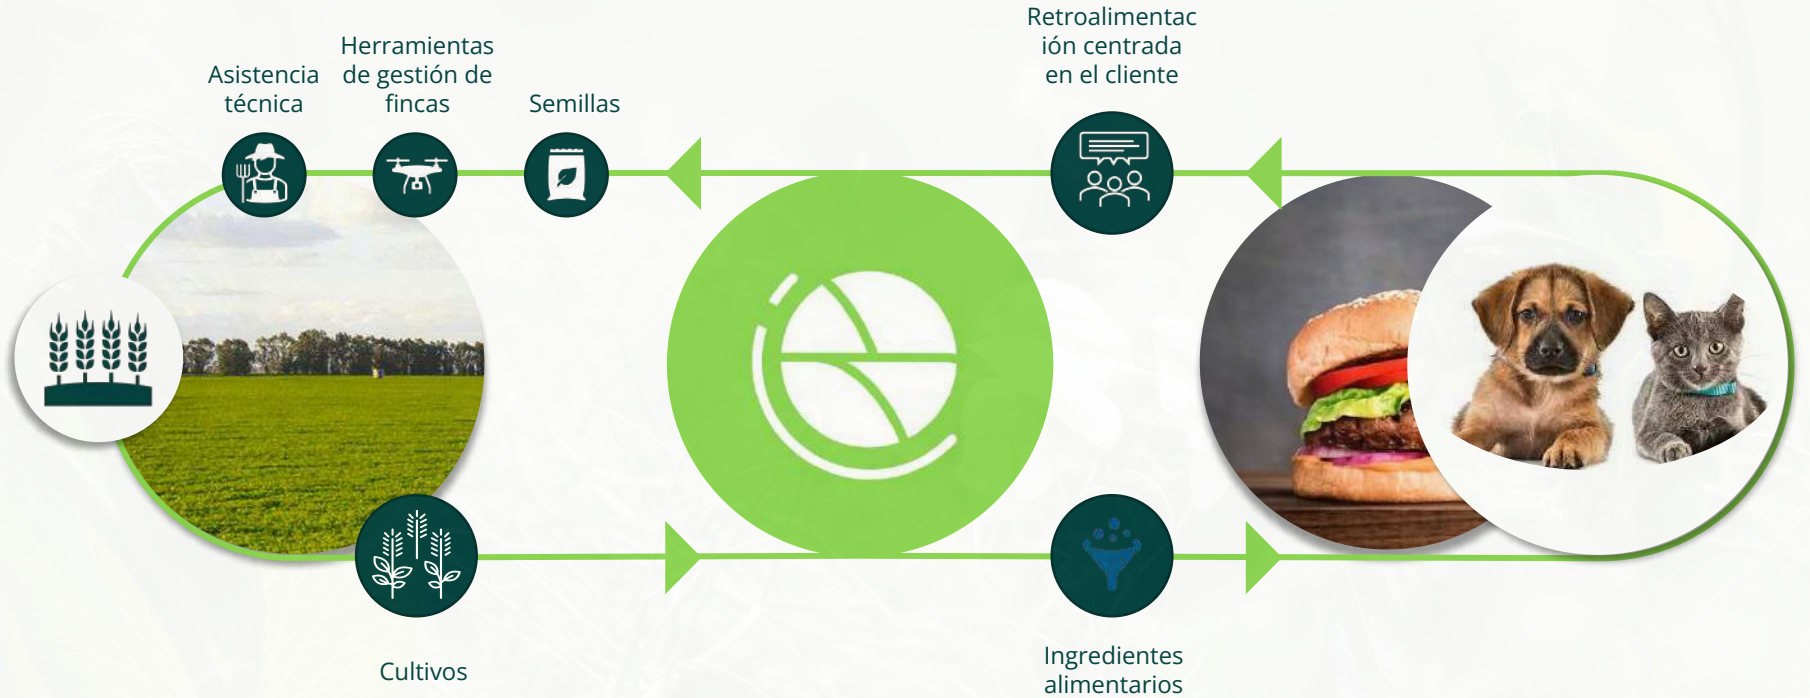 Asistencia
técnica
Herramientas
de gestión de
fincas
Semillas
Retroalimentac
ión centrada
en el cliente
Cultivos
Ingredientes
alimentarios